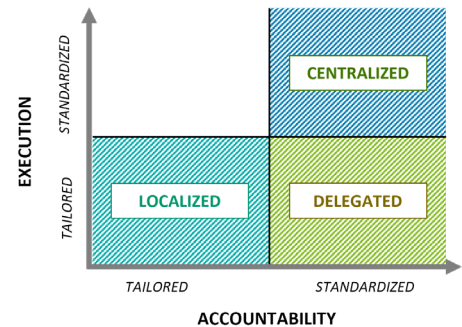 EXECUTION
STANDARDIZED
TAILORED
CENTRALIZED
LOCALIZED
DELEGATED
TAILORED
STANDARDIZED
ACCOUNTABILITY